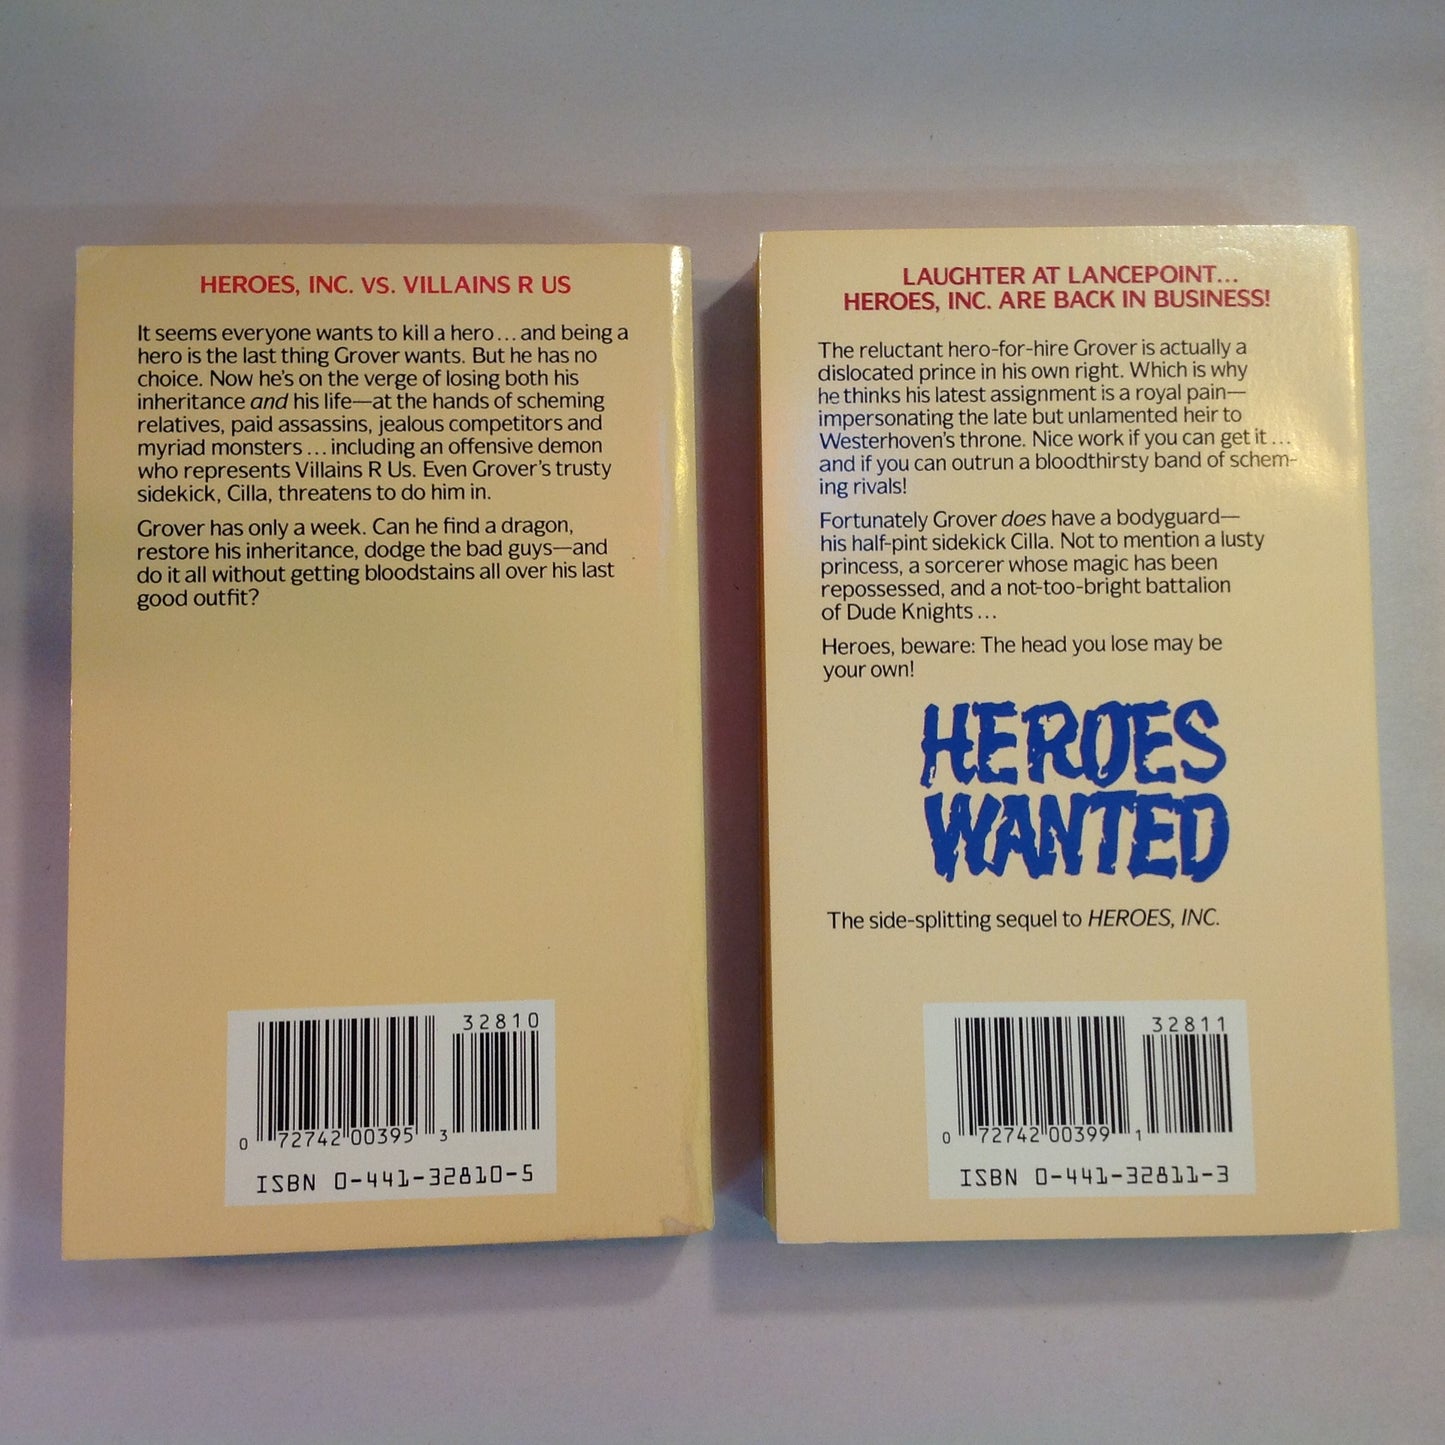 HEROES, INC. VS. VILLAINS R US
It seems everyone wants to kill a hero...and being a
hero is the last thing Grover wants. But he has no
choice. Now he's on the verge of losing both his
inheritance and his life—at the hands of scheming
relatives, paid assassins, jealous competitors and
myriad monsters...including an offensive demon
who represents Villains R Us. Even Grover's trusty
sidekick, Cilla, threatens to do him in.
Grover has only a week. Can he find a dragon,
restore his inheritance, dodge the bad guys—and
do it all without getting bloodstains all over his last
good outfit?
32810
0 72742 00395 3
ISBN 0-441-32810-5
LAUGHTER AT LANCEPOINT...
HEROES, INC. ARE BACK IN BUSINESS!
The reluctant hero-for-hire Grover is actually a
dislocated prince in his own right. Which is why
he thinks his latest assignment is a royal pain—
impersonating the late but unlamented heir to
Westerhoven's throne. Nice work if you can get it...
and if you can outrun a bloodthirsty band of schem-
ing rivals!
Fortunately Grover does have a bodyguard—
his half-pint sidekick Cilla. Not to mention a lusty
princess, a sorcerer whose magic has been
repossessed, and a not-too-bright battalion
of Dude Knights...
Heroes, beware: The head you lose may be
your own!
HEROES
WANTED
The side-splitting sequel to HEROES, INC.
32811
0 72742 00399 1
ISBN 0-441-32811-3